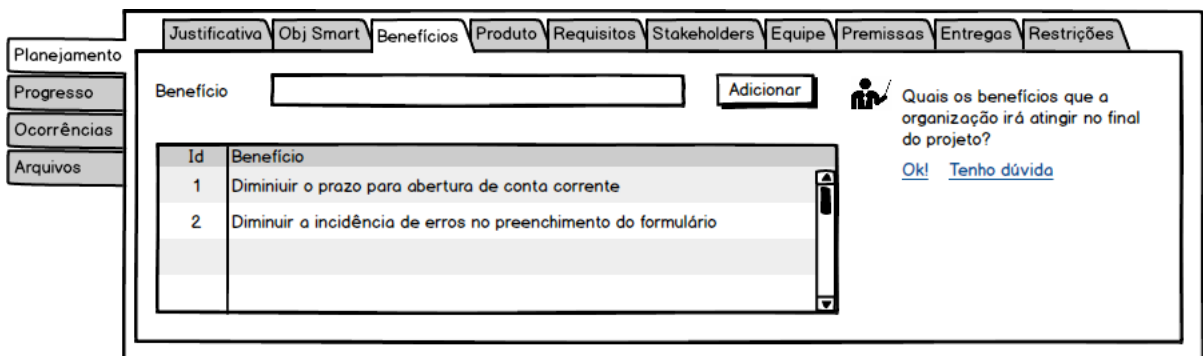 Justificativa Obj Smart Benefícios Produto Requisitos Stakeholders Equipe Premissas Entregas Restrições
Planejamento
Progresso
Ocorrências
Arquivos
Benefício
Adicionar
Id Benefício
1 Diminiuir o prazo para abertura de conta corrente
2 Diminuir a incidência de erros no preenchimento do formulário
Quais os benefícios que a
organização irá atingir no final
do projeto?
Ok! Tenho dúvida